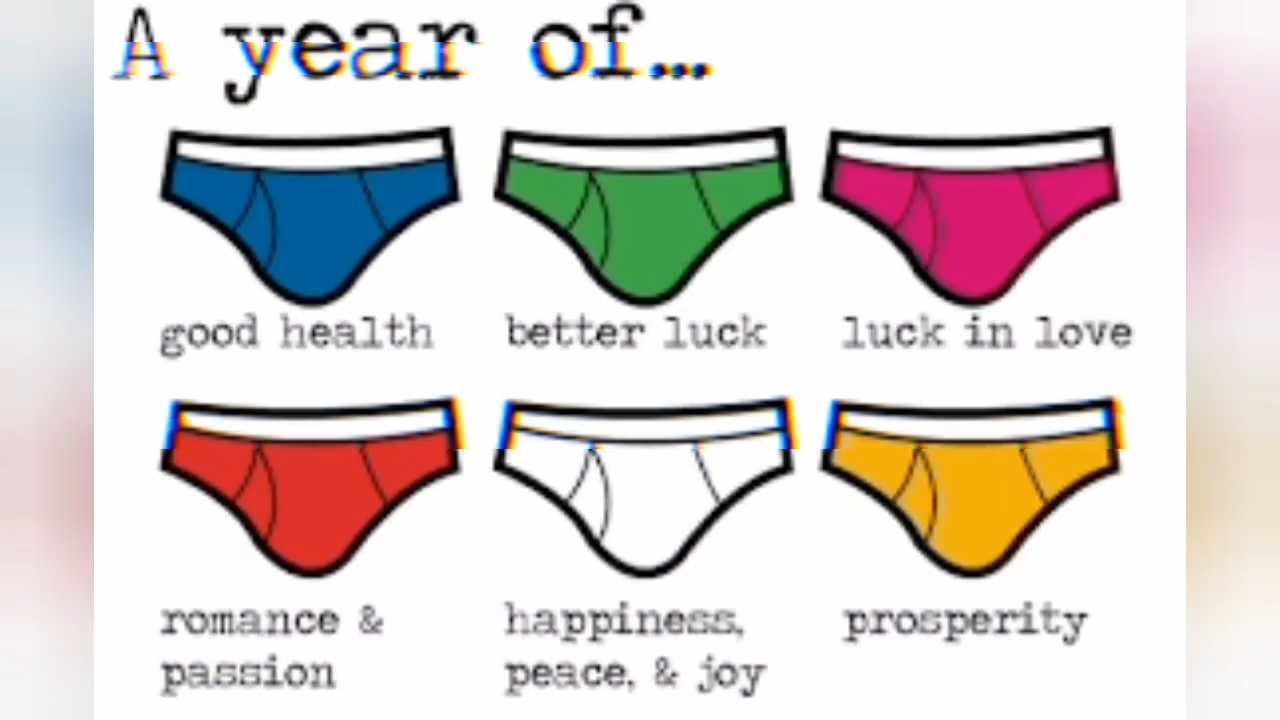 A year of...
good health
better luck
luck in love
romance &
passion
happiness,
peace, & joy
prosperity